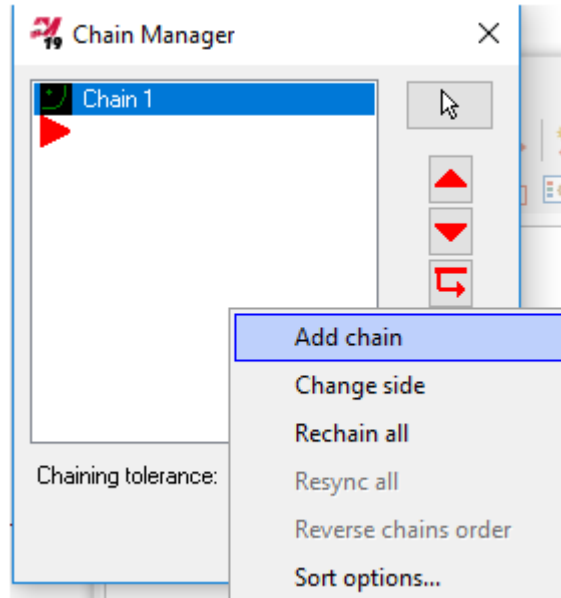 19 Chain Manager
Chain 1
Add chain
Change side
Rechain all
Chaining tolerance:
Resync all
Reverse chains order
Sort options...